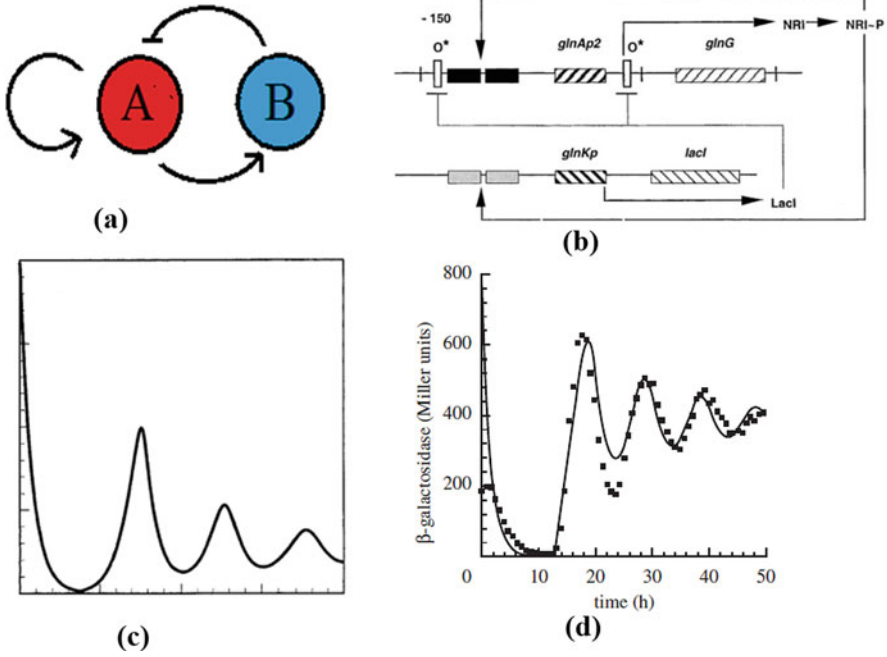 A B
(a)
- 150
O* glnAp2 O* glnG NRI NRI~P
glnKp lacI
LacI
(b)
(c)
β-galactosidase (Miller units)
800
600
400
200
0 10 20 30 40 50
time (h)
(d)